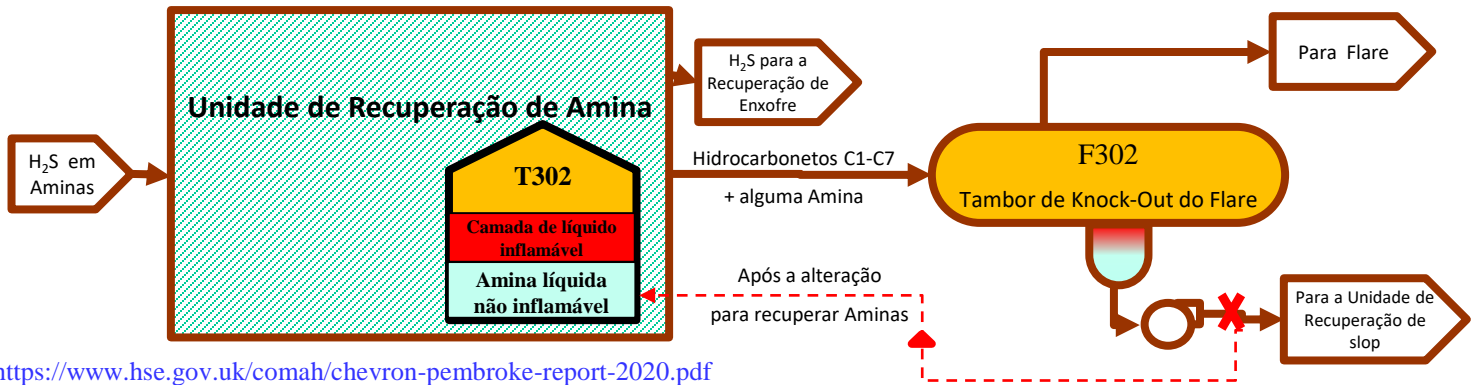 H2S em
Aminas
Unidade de Recuperação de Amina
T302
Camada de líquido
inflamável
Amina líquida
não inflamável
H2S para a
Recuperação de
Enxofre
Hidrocarbonetos C1-C7
+ alguma Amina
Para Flare
F302
Tambor de Knock-Out do Flare
Após a alteração
para recuperar Aminas
Para a Unidade de
Recuperação de
slop
https://www.hse.gov.uk/comah/chevron-pembroke-report-2020.pdf